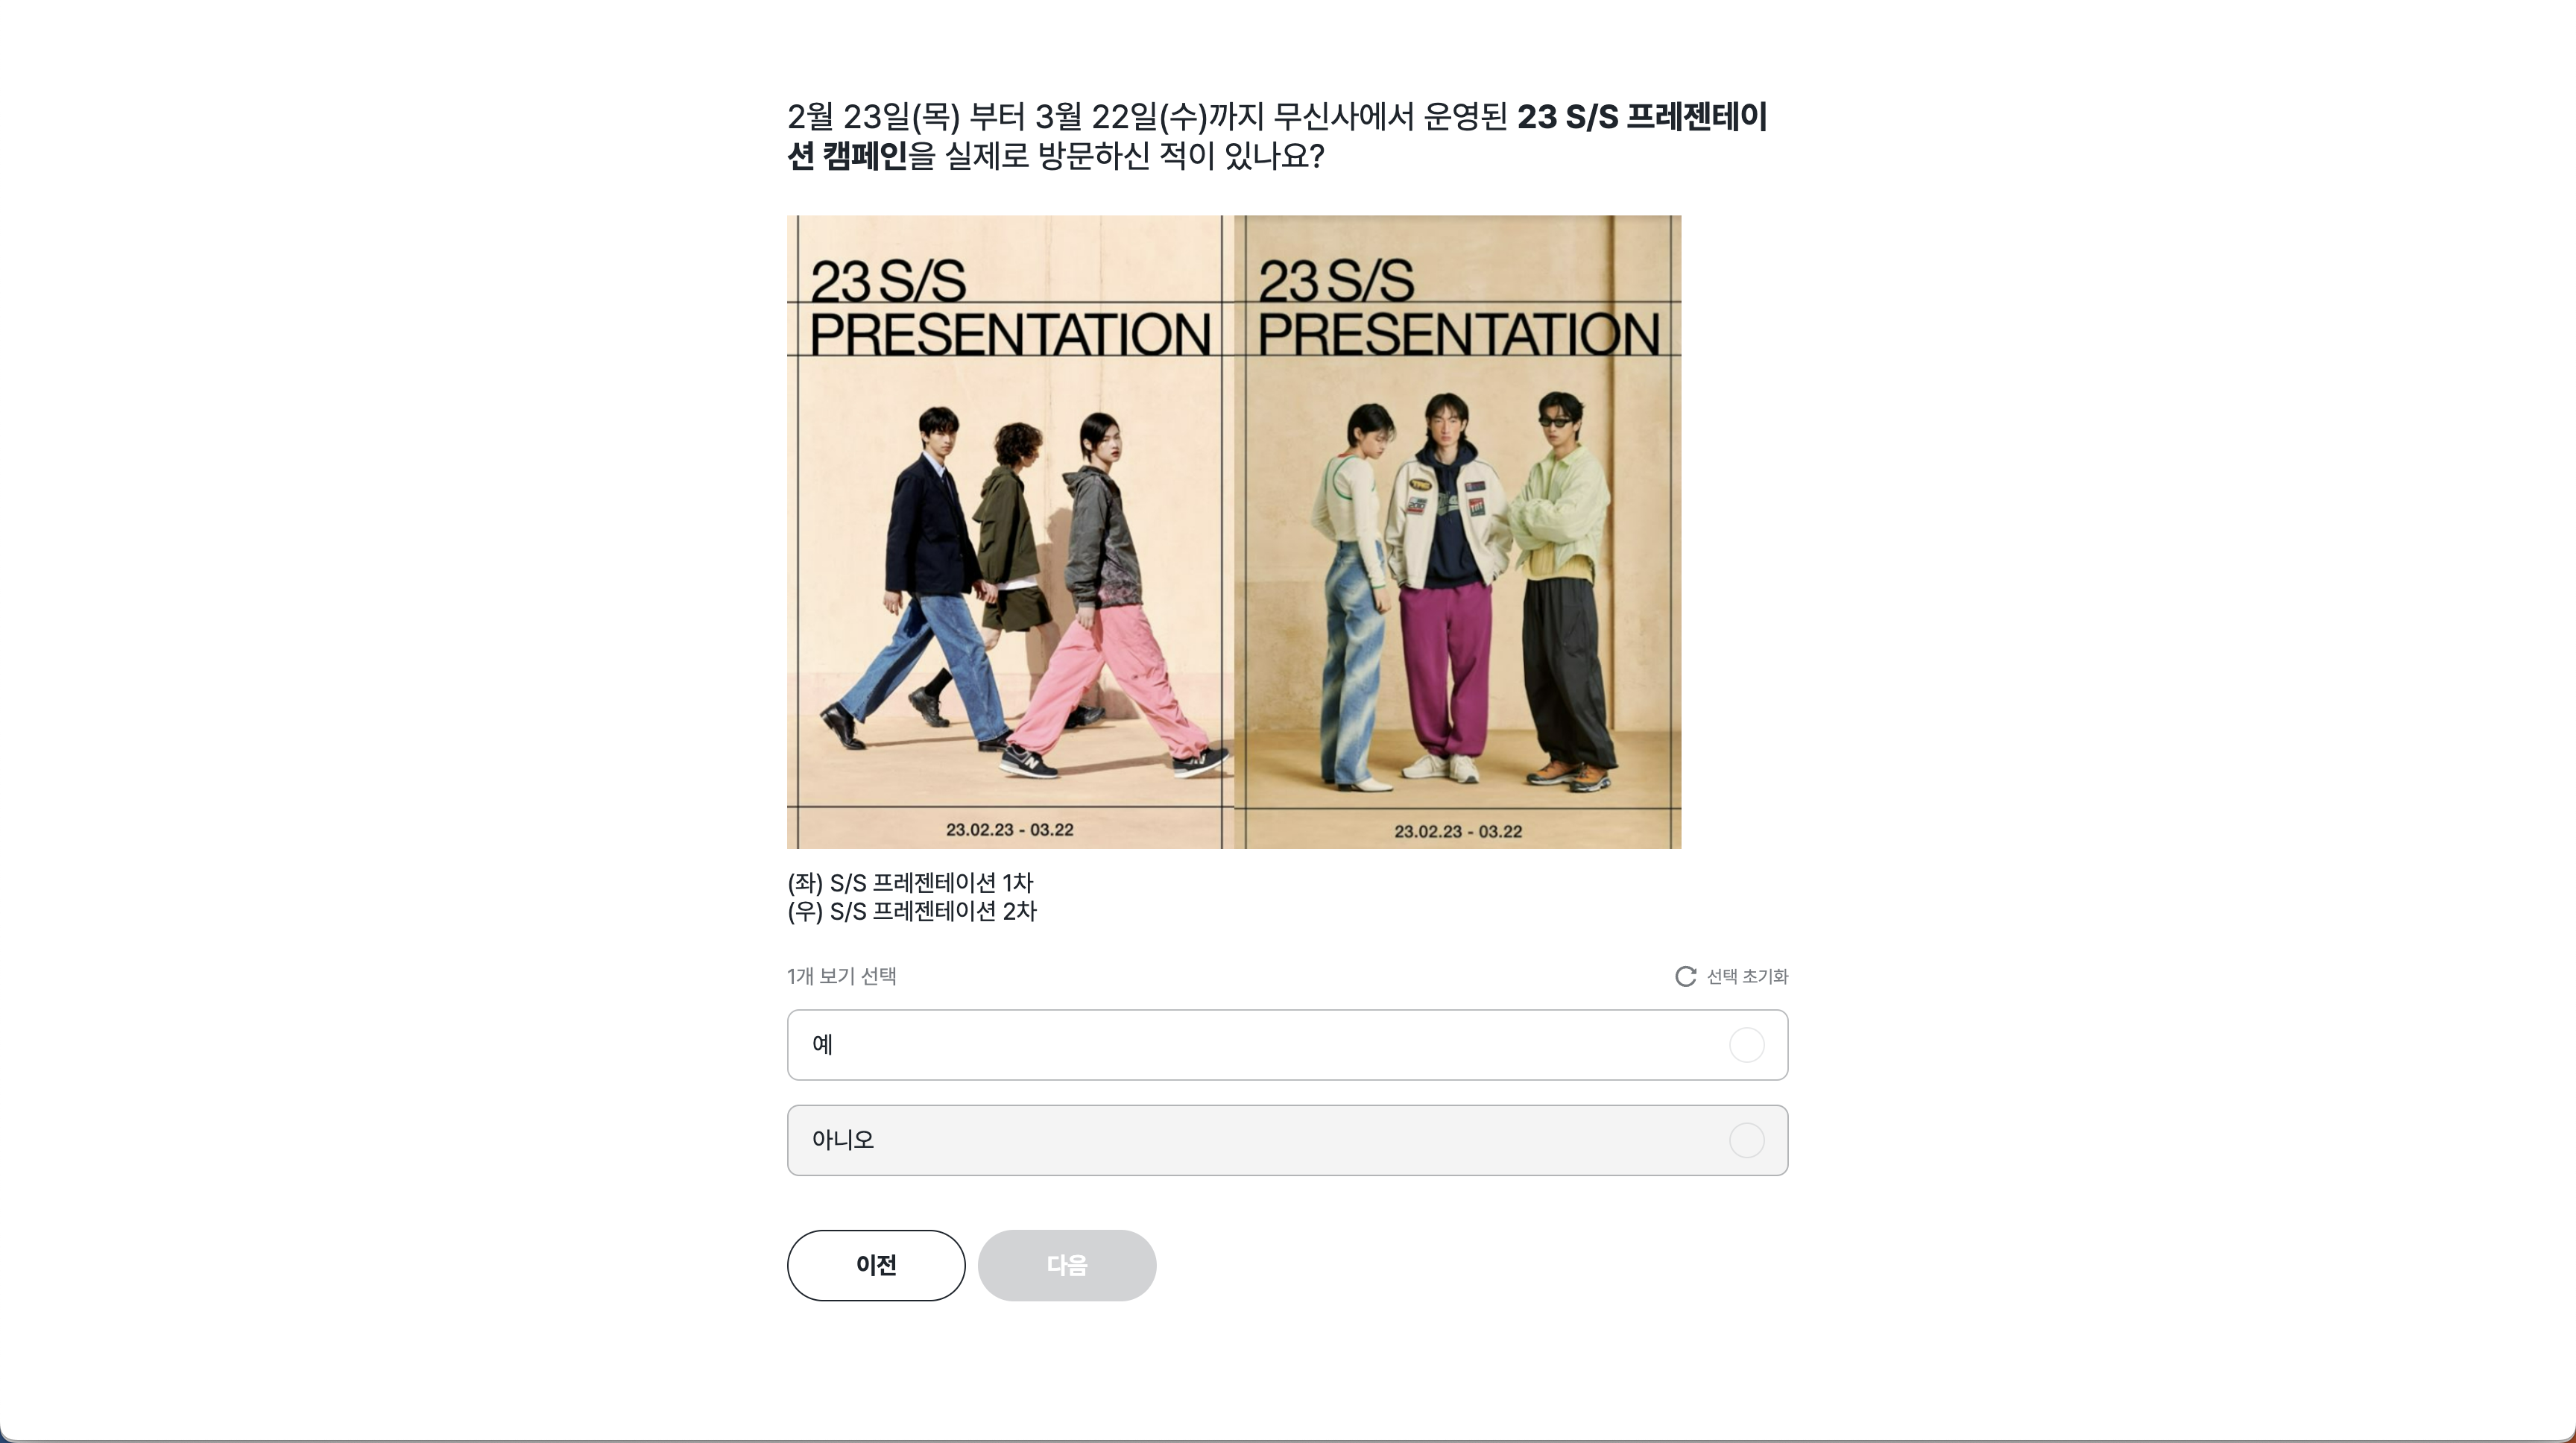 2월 23일(목) 부터 3월 22일(수)까지 무신사에서 운영된 23 S/S 프레젠테이
션 캠페인을 실제로 방문하신 적이 있나요?
23 S/S
PRESENTATION
23.02.23 - 03.22
23 S/S
PRESENTATION
23.02.23 - 03.22
(좌) S/S 프레젠테이션 1차
(우) S/S 프레젠테이션 2차
1개 보기 선택
선택 초기화
예
아니오
이전
다음